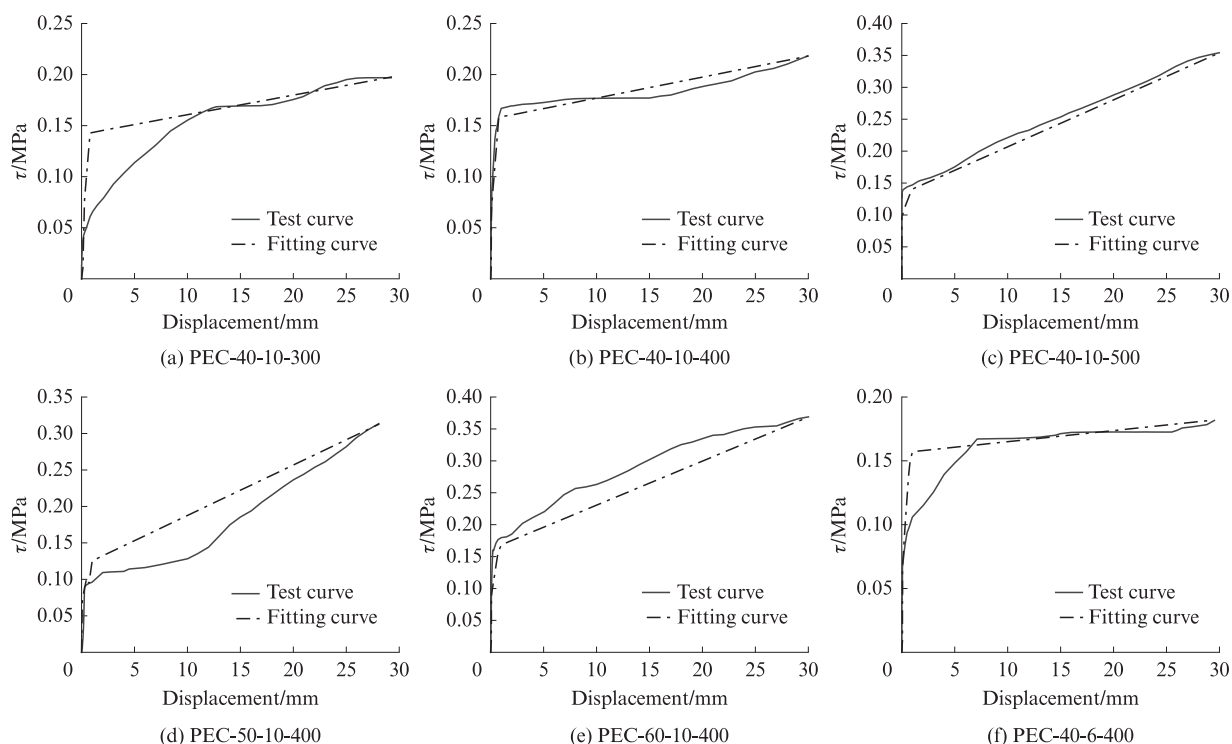 0.25
0.20
0.15
0.10
0.05
τ/MPa
Test curve
Fitting curve
0 5 10 15 20 25 30
Displacement/mm
(a) PEC-40-10-300
0.25
0.20
0.15
0.10
0.05
τ/MPa
Test curve
Fitting curve
0 5 10 15 20 25 30
Displacement/mm
(b) PEC-40-10-400
0.40
0.35
0.30
0.25
0.20
0.15
0.10
0.05
τ/MPa
Test curve
Fitting curve
0 5 10 15 20 25 30
Displacement/mm
(c) PEC-40-10-500
0.35
0.30
0.25
0.20
0.15
0.10
0.05
τ/MPa
Test curve
Fitting curve
0 5 10 15 20 25 30
Displacement/mm
(d) PEC-50-10-400
0.40
0.35
0.30
0.25
0.20
0.15
0.10
0.05
τ/MPa
Test curve
Fitting curve
0 5 10 15 20 25 30
Displacement/mm
(e) PEC-60-10-400
0.20
0.15
0.10
0.05
τ/MPa
Test curve
Fitting curve
0 5 10 15 20 25 30
Displacement/mm
(f) PEC-40-6-400